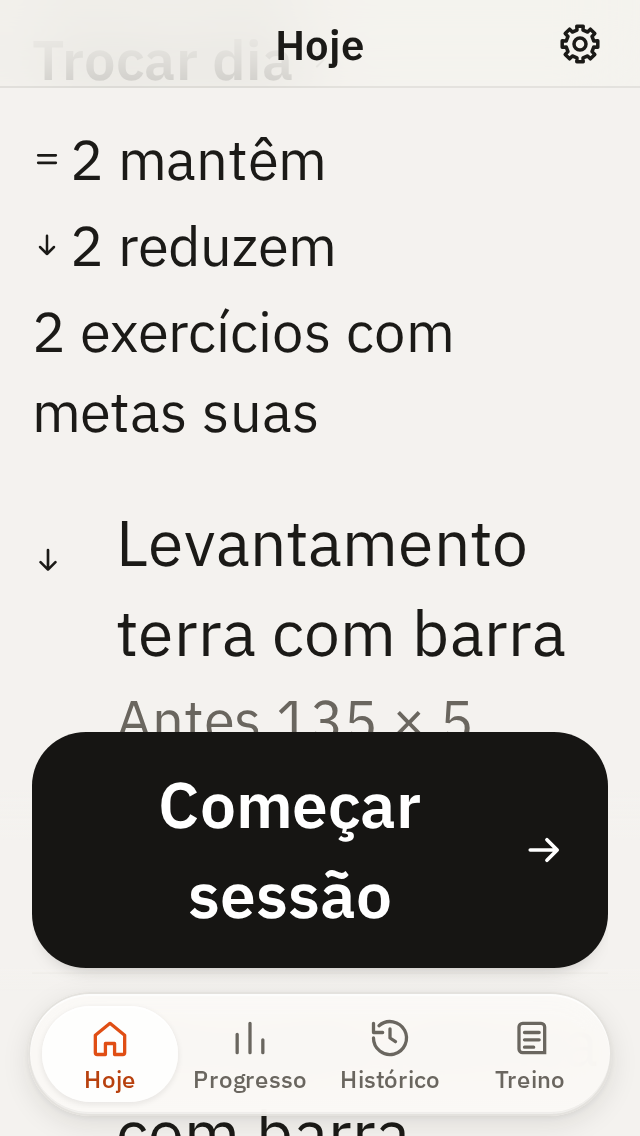 Trocar dia
Hoje
= 2 mantêm
↓ 2 reduzem
2 exercícios com
metas suas
↓ Levantamento
terra com barra
Antes 135 × 5
Começar
sessão →
Hoje
Progresso
Histórico
Treino
com barra